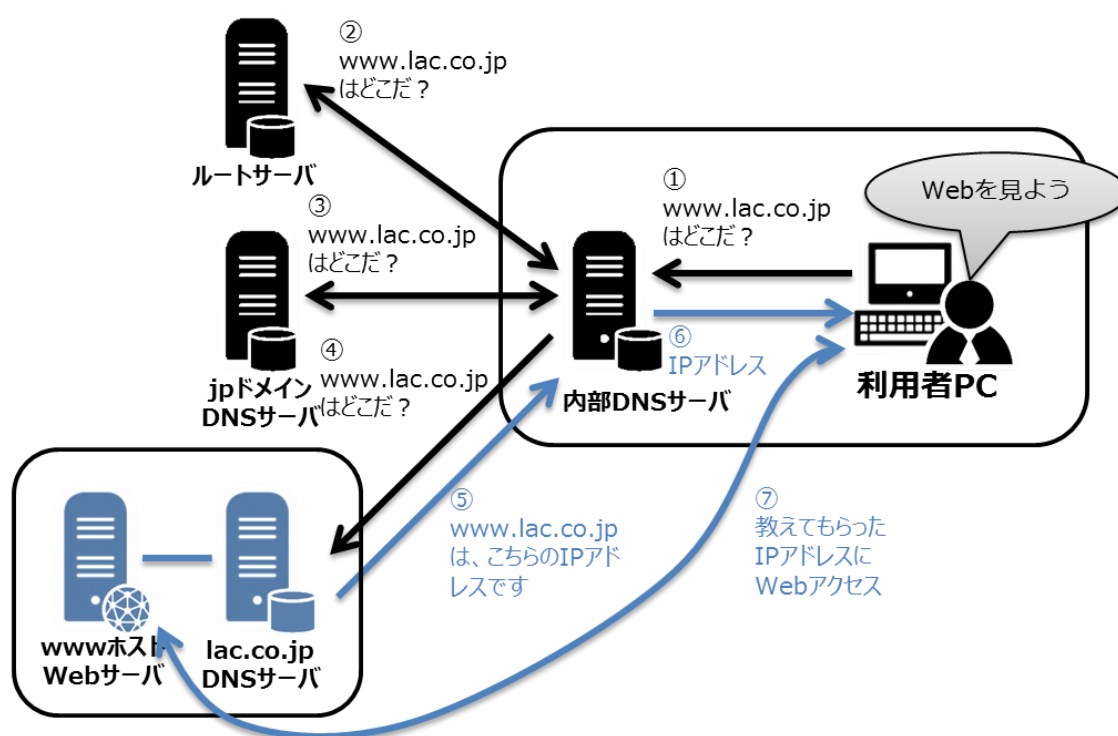 ②
www.lac.co.jp
はどこだ？
ルートサーバ
①
www.lac.co.jp
はどこだ？
Webを見よう
③
www.lac.co.jp
はどこだ？
jpドメイン
DNSサーバ
④
www.lac.co.jp
はどこだ？
内部DNSサーバ
⑥
IPアドレス
利用者PC
⑤
www.lac.co.jp
は、こちらのIPアド
レスです
⑦
教えてもらった
IPアドレスに
Webアクセス
wwwホスト
Webサーバ
lac.co.jp
DNSサーバ